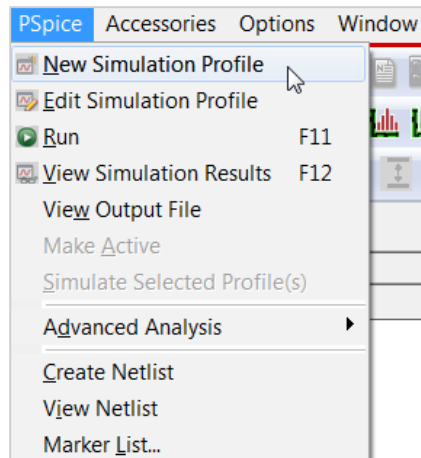 PSpice Accessories Options Window
New Simulation Profile
Edit Simulation Profile
Run F11
View Simulation Results F12
View Output File
Make Active
Simulate Selected Profile(s)
Advanced Analysis
Create Netlist
View Netlist
Marker List...